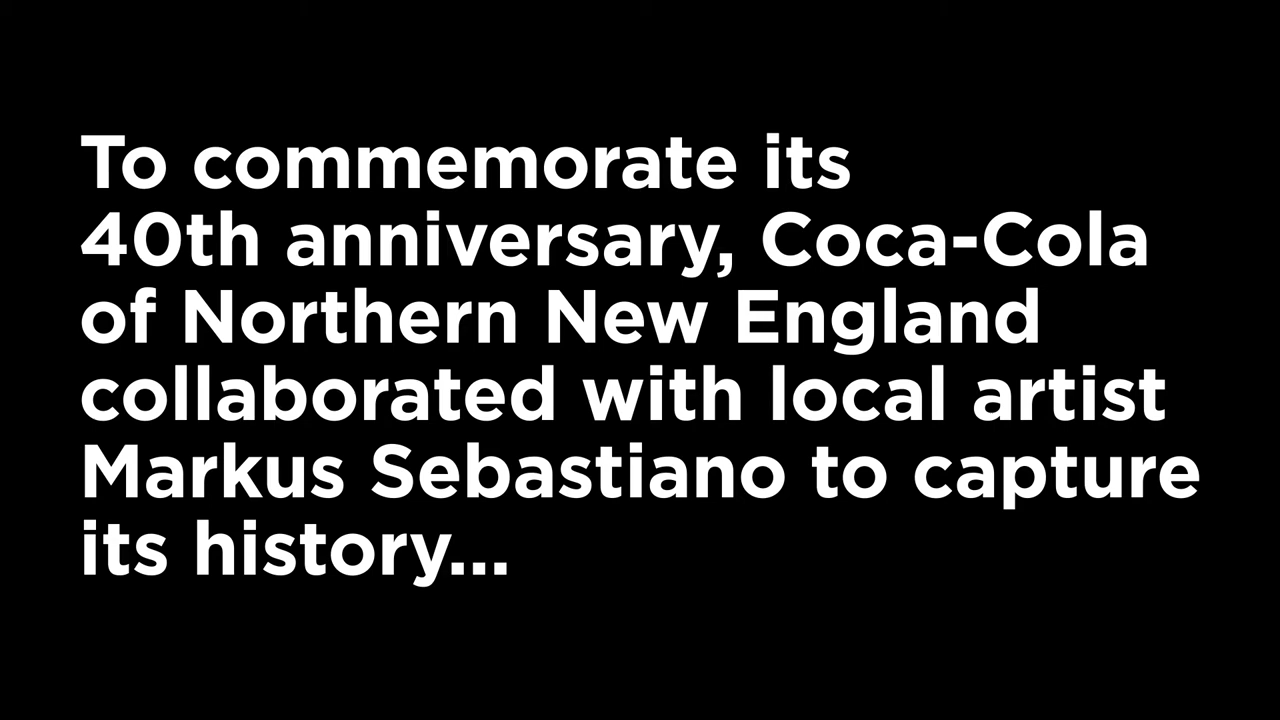 To commemorate its
40th anniversary, Coca-Cola
of Northern New England
collaborated with local artist
Markus Sebastiano to capture
its history...